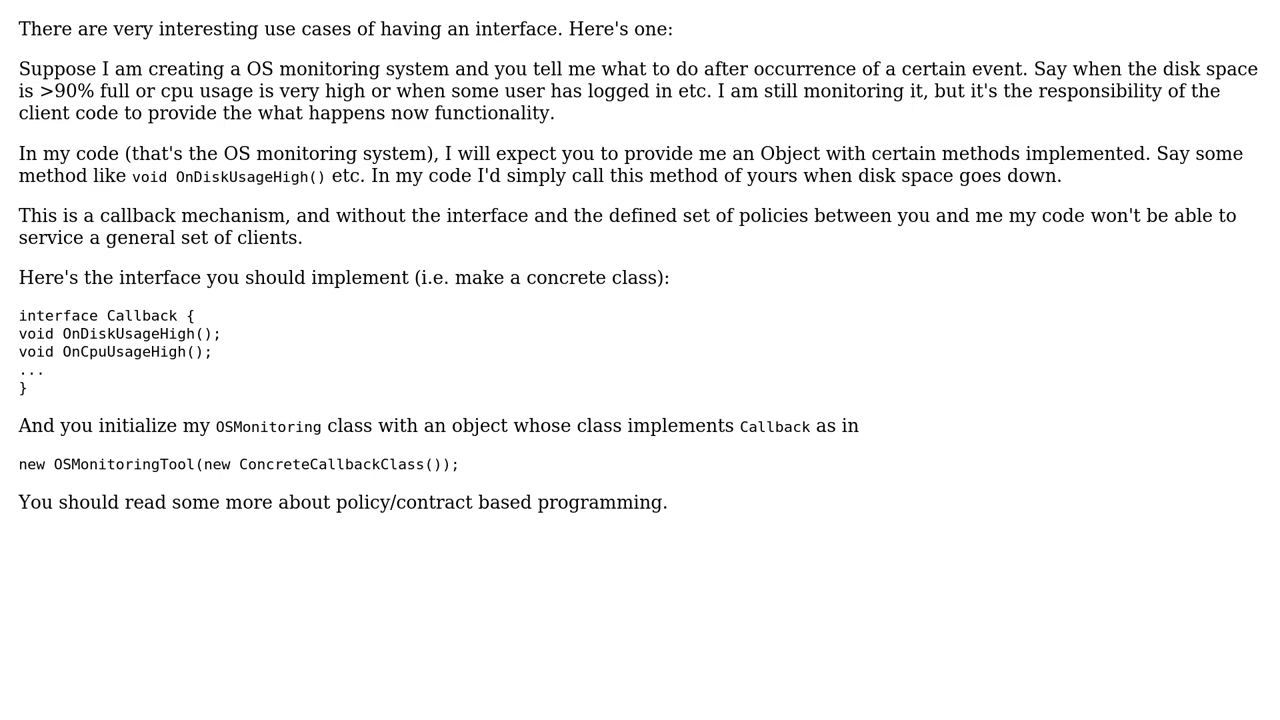 There are very interesting use cases of having an interface. Here's one:
Suppose I am creating a OS monitoring system and you tell me what to do after occurrence of a certain event. Say when the disk space
is >90% full or cpu usage is very high or when some user has logged in etc. I am still monitoring it, but it's the responsibility of the
client code to provide the what happens now functionality.
In my code (that's the OS monitoring system), I will expect you to provide me an Object with certain methods implemented. Say some
method like void OnDiskUsageHigh() etc. In my code I'd simply call this method of yours when disk space goes down.
This is a callback mechanism, and without the interface and the defined set of policies between you and me my code won't be able to
service a general set of clients.
Here's the interface you should implement (i.e. make a concrete class):
interface Callback {
void OnDiskUsageHigh();
void OnCpuUsageHigh();
...
}
And you initialize my OSMonitoring class with an object whose class implements Callback as in
new OSMonitoringTool(new ConcreteCallbackClass());
You should read some more about policy/contract based programming.